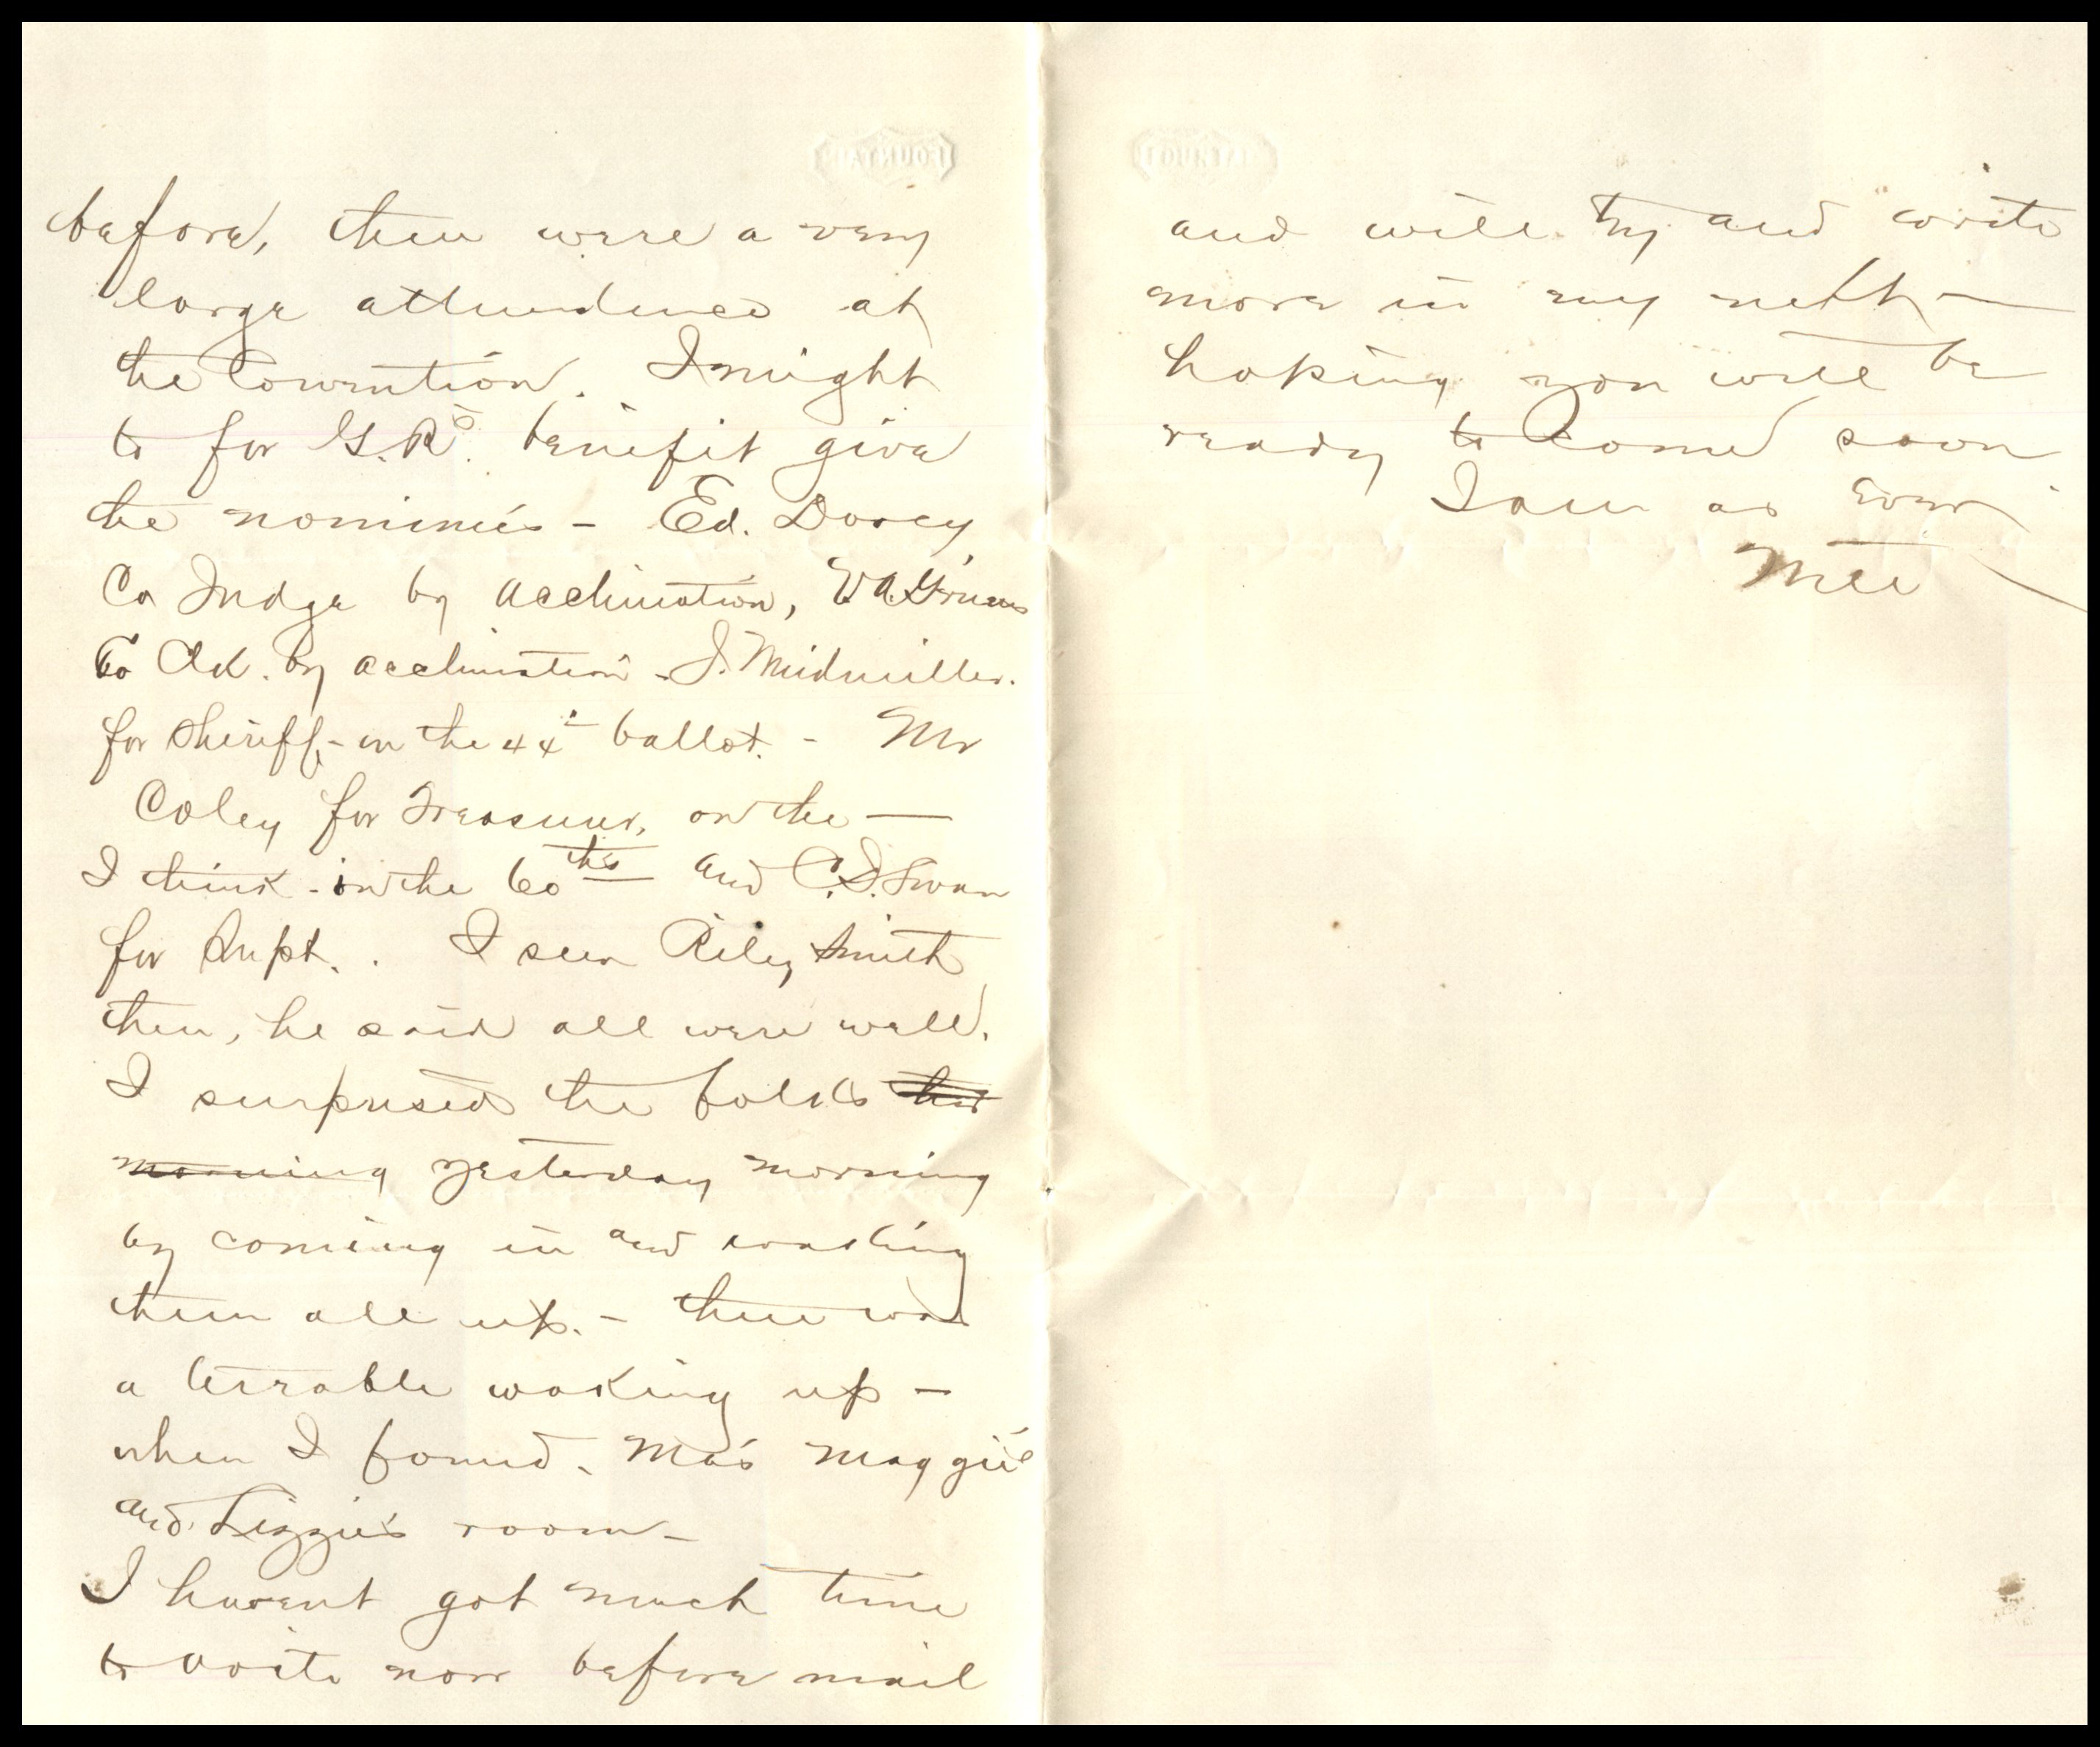 before, there were a very
large attendence at
the Convention. I might
to for G.R's benifit give
the nominees - Ed. Dorcy
Co Judge by acclimation,
Co Clk. by acclimation - J. Midmiller.
for Sheriff, - on the 44th ballot. - Mr
Coley for Treasurer, on the —
I think - on the 60ths and C.D. Swan
for Supt. . I seen Riley Smith
then, he said all were well.
I surprised the folks this
morning yesterday morning
by coming in and waking
them all up. - there was
a terrable waking up -
when I found. Ma's Maggie
and Lizzie's room -
I havent got much time
to write now before mail
FOUNTAIN
and will try and write
more in my next —
hoping you will be
ready to come soon
I am as Ever